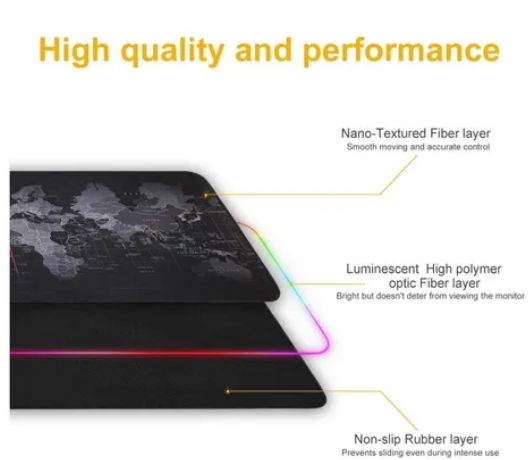 High quality and performance
Nano-Textured Fiber layer
Smooth moving and accurate control
Luminescent High polymer
optic Fiber layer
Bright but doesn't deter from viewing the monitor
Non-slip Rubber layer
Prevents sliding even during intense use